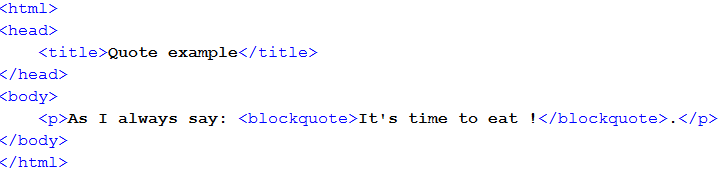 <html>
<head>
    <title>Quote example</title>
</head>
<body>
    <p>As I always say: <blockquote>It's time to eat !</blockquote>.</p>
</body>
</html>